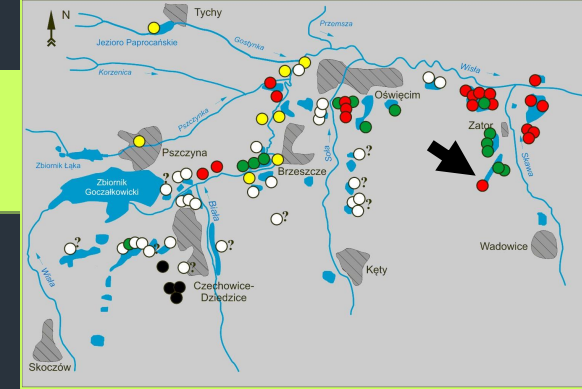 N
Tychy
Jezioro Paprocańskie
Gostynka
Przemsza
Korzenica
Wisła
Oświęcim
Pszczynka
Zator
Pszczyna
Zbiornik Łąka
Soła
Skawa
Zbiornik
Goczałkowicki
Brzeszcze
?
?
?
?
?
Biała
?
?
?
?
Wadowice
Wisła
Kęty
Czechowice-
Dziedzice
Skoczów